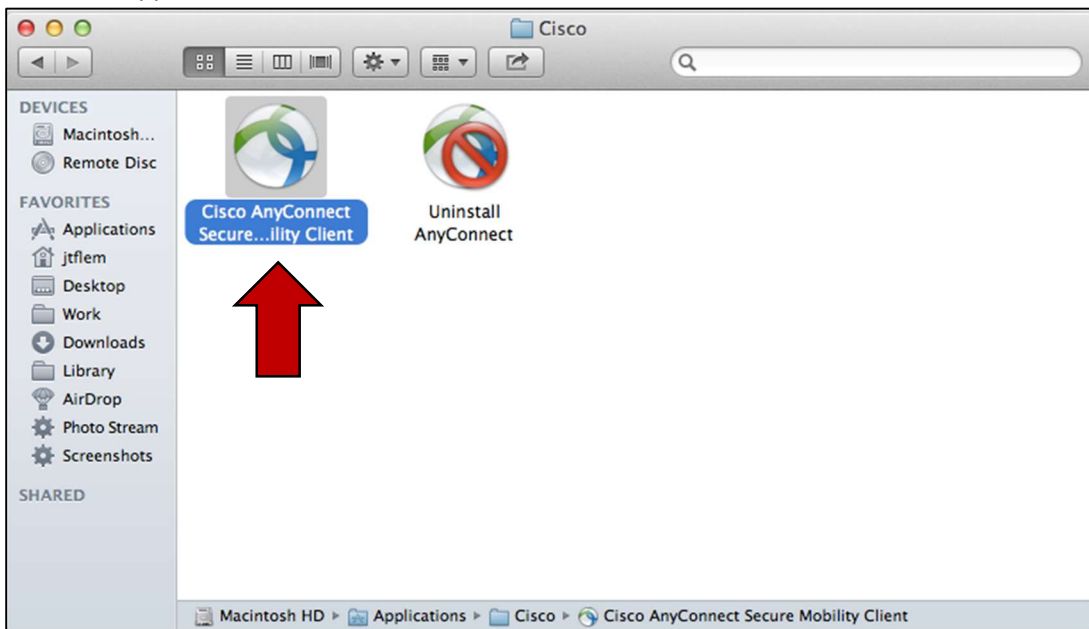 Cisco
DEVICES
Macintosh...
Remote Disc
FAVORITES
Applications
jtflem
Desktop
Work
Downloads
Library
AirDrop
Photo Stream
Screenshots
SHARED
Cisco AnyConnect
Secure...ility Client
Uninstall
AnyConnect
Macintosh HD ▸ Applications ▸ Cisco ▸ Cisco AnyConnect Secure Mobility Client